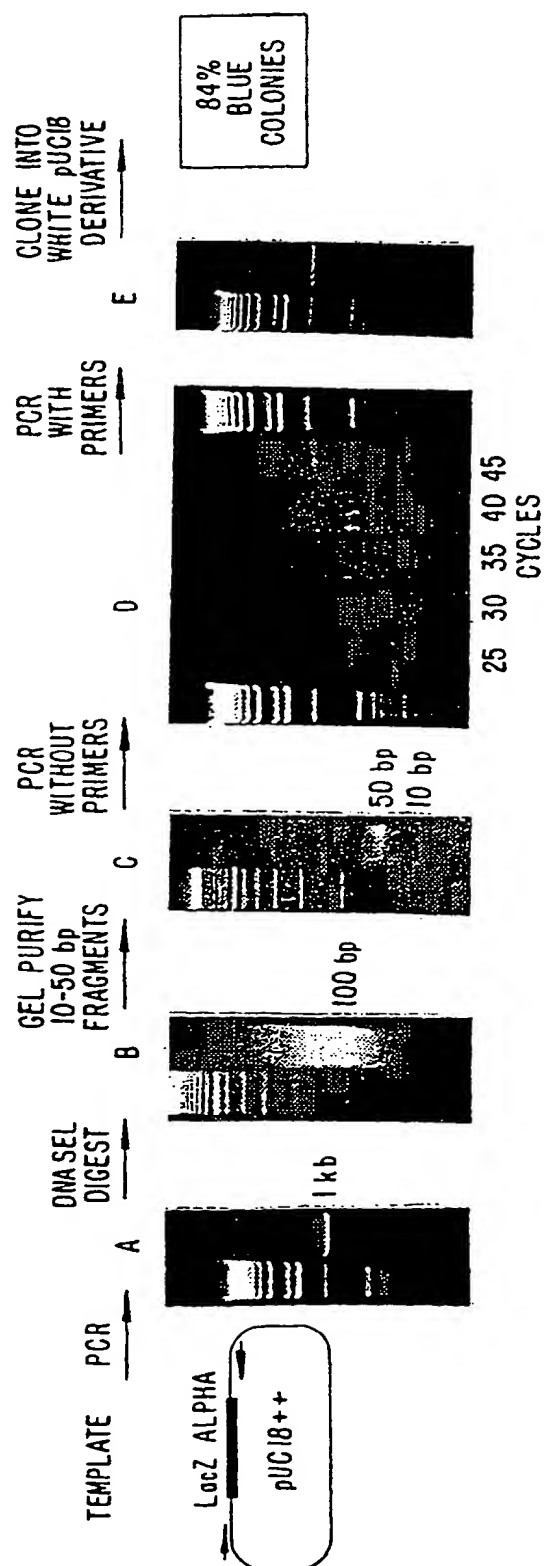 TEMPLATE
PCR
DNASEL
DIGEST
GEL PURIFY
10-50 bp
FRAGMENTS
PCR
WITHOUT
PRIMERS
PCR
WITH
PRIMERS
CLONE INTO
WHITE pUC18
DERIVATIVE
LacZ ALPHA
pUC18++
A
1 kb
B
100 bp
C
50 bp
10 bp
D
25 30 35 40 45
CYCLES
E
84%
BLUE
COLONIES